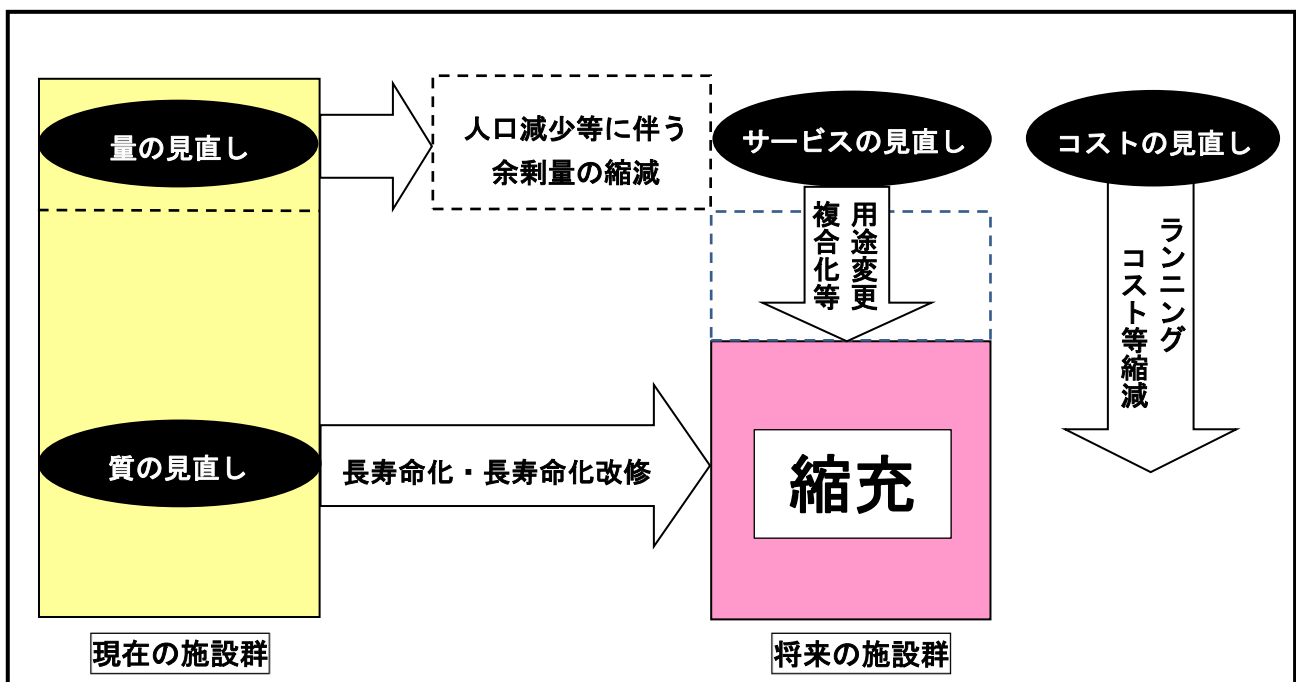 量の見直し
人口減少等に伴う
余剰量の縮減
サービスの見直し
コストの見直し
用途変更
複合化等
ランニング
コスト等縮減
質の見直し
長寿命化・長寿命化改修
縮充
現在の施設群
将来の施設群